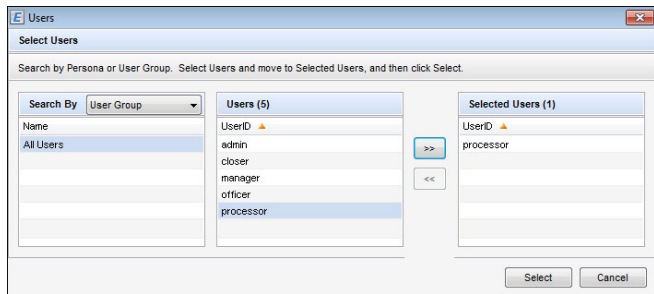 E Users
Select Users
Search by Persona or User Group. Select Users and move to Selected Users, and then click Select.
Search By User Group
Users (5)
Selected Users (1)
Name
UserID
UserID
All Users
admin
>>
processor
closer
manager
<<
officer
processor
Select
Cancel